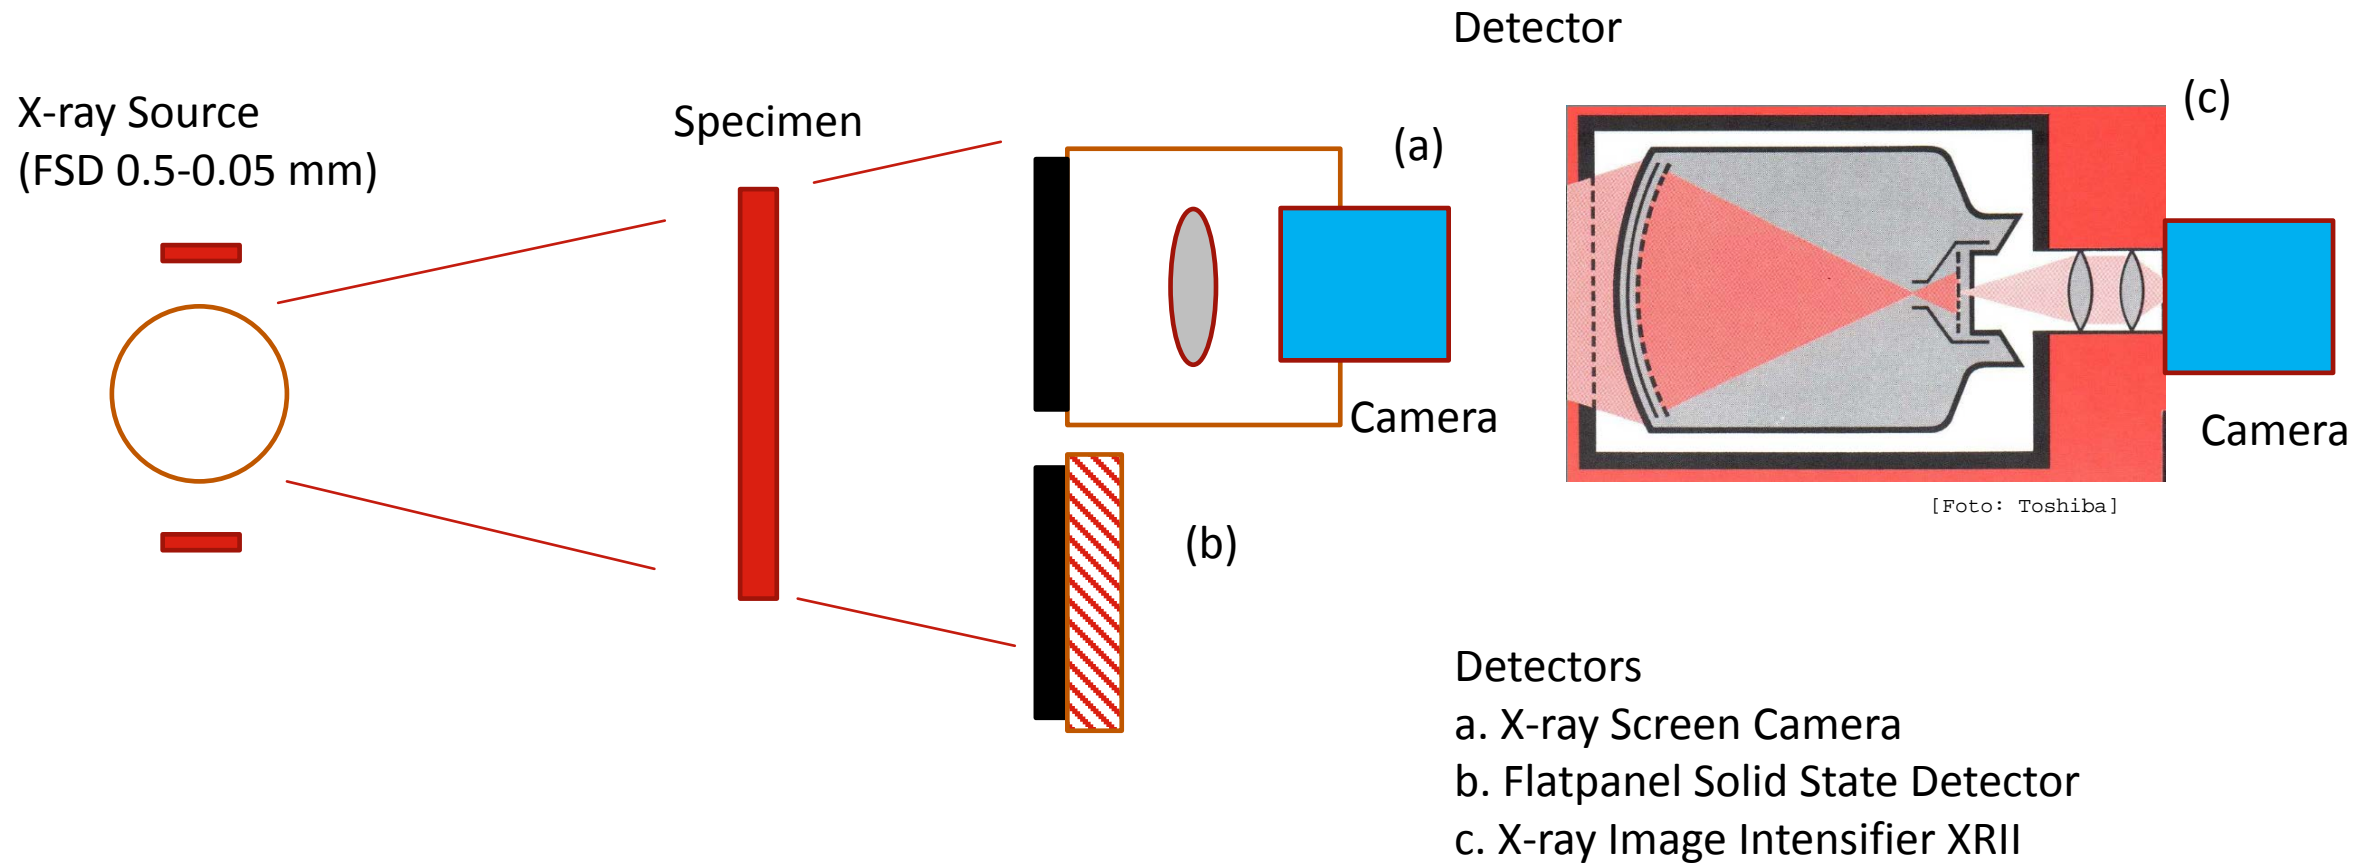 Detector
X-ray Source
(FSD 0.5-0.05 mm)
Specimen
(a)
(c)
Camera
Camera
[Foto: Toshiba]
(b)
Detectors
a. X-ray Screen Camera
b. Flatpanel Solid State Detector
c. X-ray Image Intensifier XRII